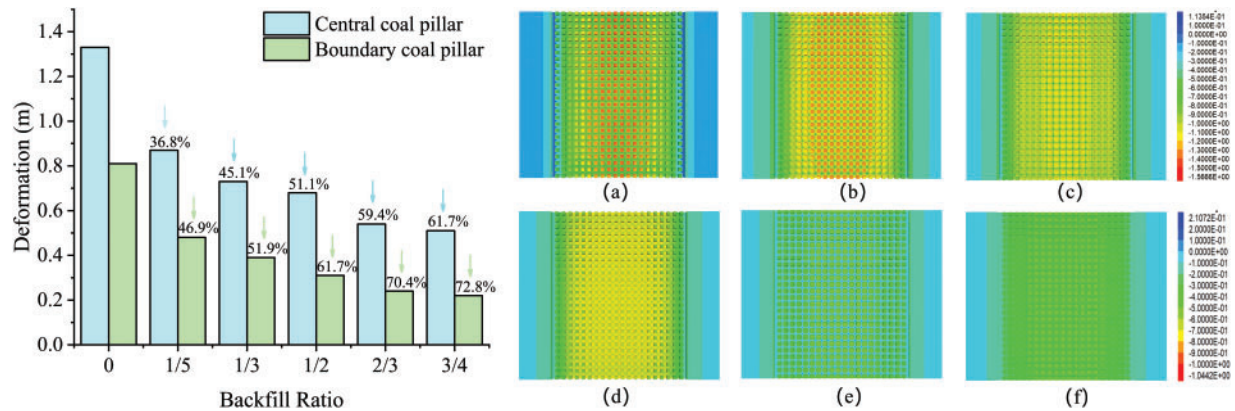 Central coal pillar
Boundary coal pillar
Deformation (m)
1.4
1.2
1.0
0.8
0.6
0.4
0.2
0.0
36.8%
46.9%
45.1%
51.9%
51.1%
61.7%
59.4%
70.4%
61.7%
72.8%
0 1/5 1/3 1/2 2/3 3/4
Backfill Ratio
(a) (b) (c)
1.1384E-01
0.0000E+00
-1.0000E-01
-2.0000E-01
-3.0000E-01
-4.0000E-01
-5.0000E-01
-6.0000E-01
-7.0000E-01
-8.0000E-01
-9.0000E-01
-1.0000E+00
-1.1000E+00
-1.2000E+00
-1.3000E+00
-1.4000E+00
-1.5000E+00
-1.5686E+00
(d) (e) (f)
2.1072E-01
2.0000E-01
1.0000E-01
0.0000E+00
-1.0000E-01
-2.0000E-01
-3.0000E-01
-4.0000E-01
-5.0000E-01
-6.0000E-01
-7.0000E-01
-8.0000E-01
-9.0000E-01
-1.0000E+00
-1.0442E+00